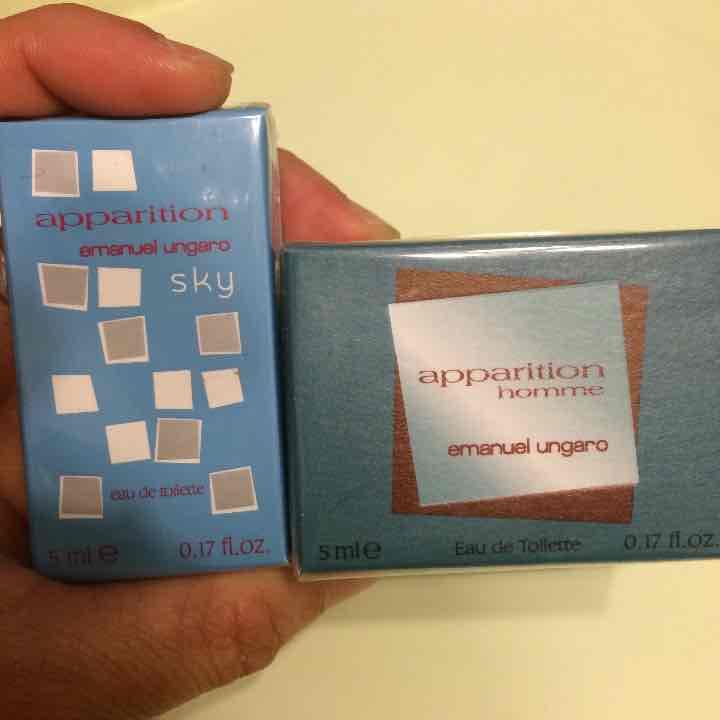 apparition
emanuel ungaro
sky
eau de toilette
5 ml e 0.17 fl.oz.
apparition
homme
emanuel ungaro
5 ml e Eau de Toilette 0.17 fl.oz.